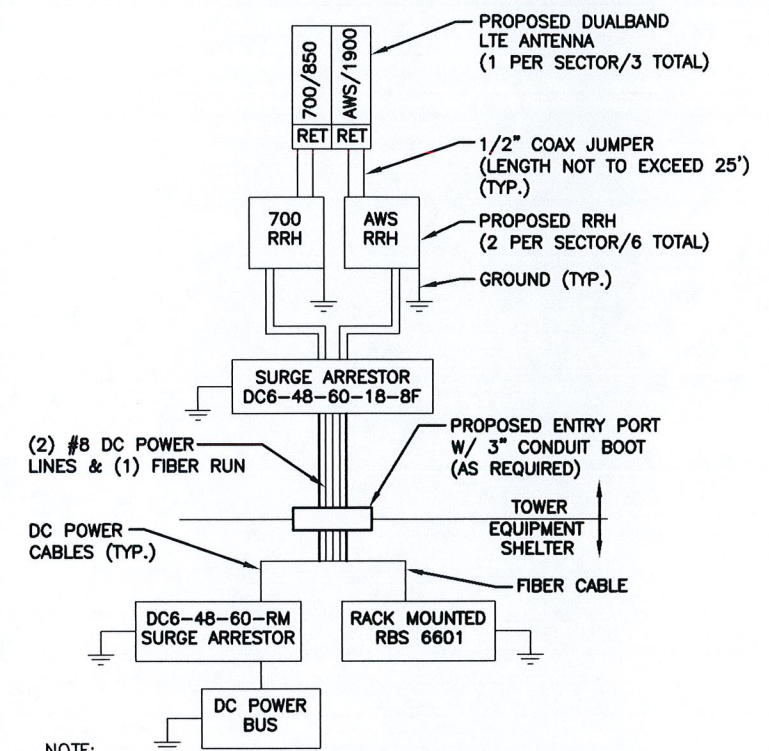 PROPOSED DUALBAND
LTE ANTENNA
(1 PER SECTOR/3 TOTAL)
700/850
AWS/1900
RET RET
1/2" COAX JUMPER
(LENGTH NOT TO EXCEED 25')
(TYP.)
700
RRH
AWS
RRH
PROPOSED RRH
(2 PER SECTOR/6 TOTAL)
GROUND (TYP.)
SURGE ARRESTOR
DC6-48-60-18-8F
PROPOSED ENTRY PORT
W/ 3" CONDUIT BOOT
(AS REQUIRED)
(2) #8 DC POWER
LINES & (1) FIBER RUN
TOWER
EQUIPMENT
SHELTER
DC POWER
CABLES (TYP.)
FIBER CABLE
DC6-48-60-RM
SURGE ARRESTOR
RACK MOUNTED
RBS 6601
DC POWER
BUS
NOTE: